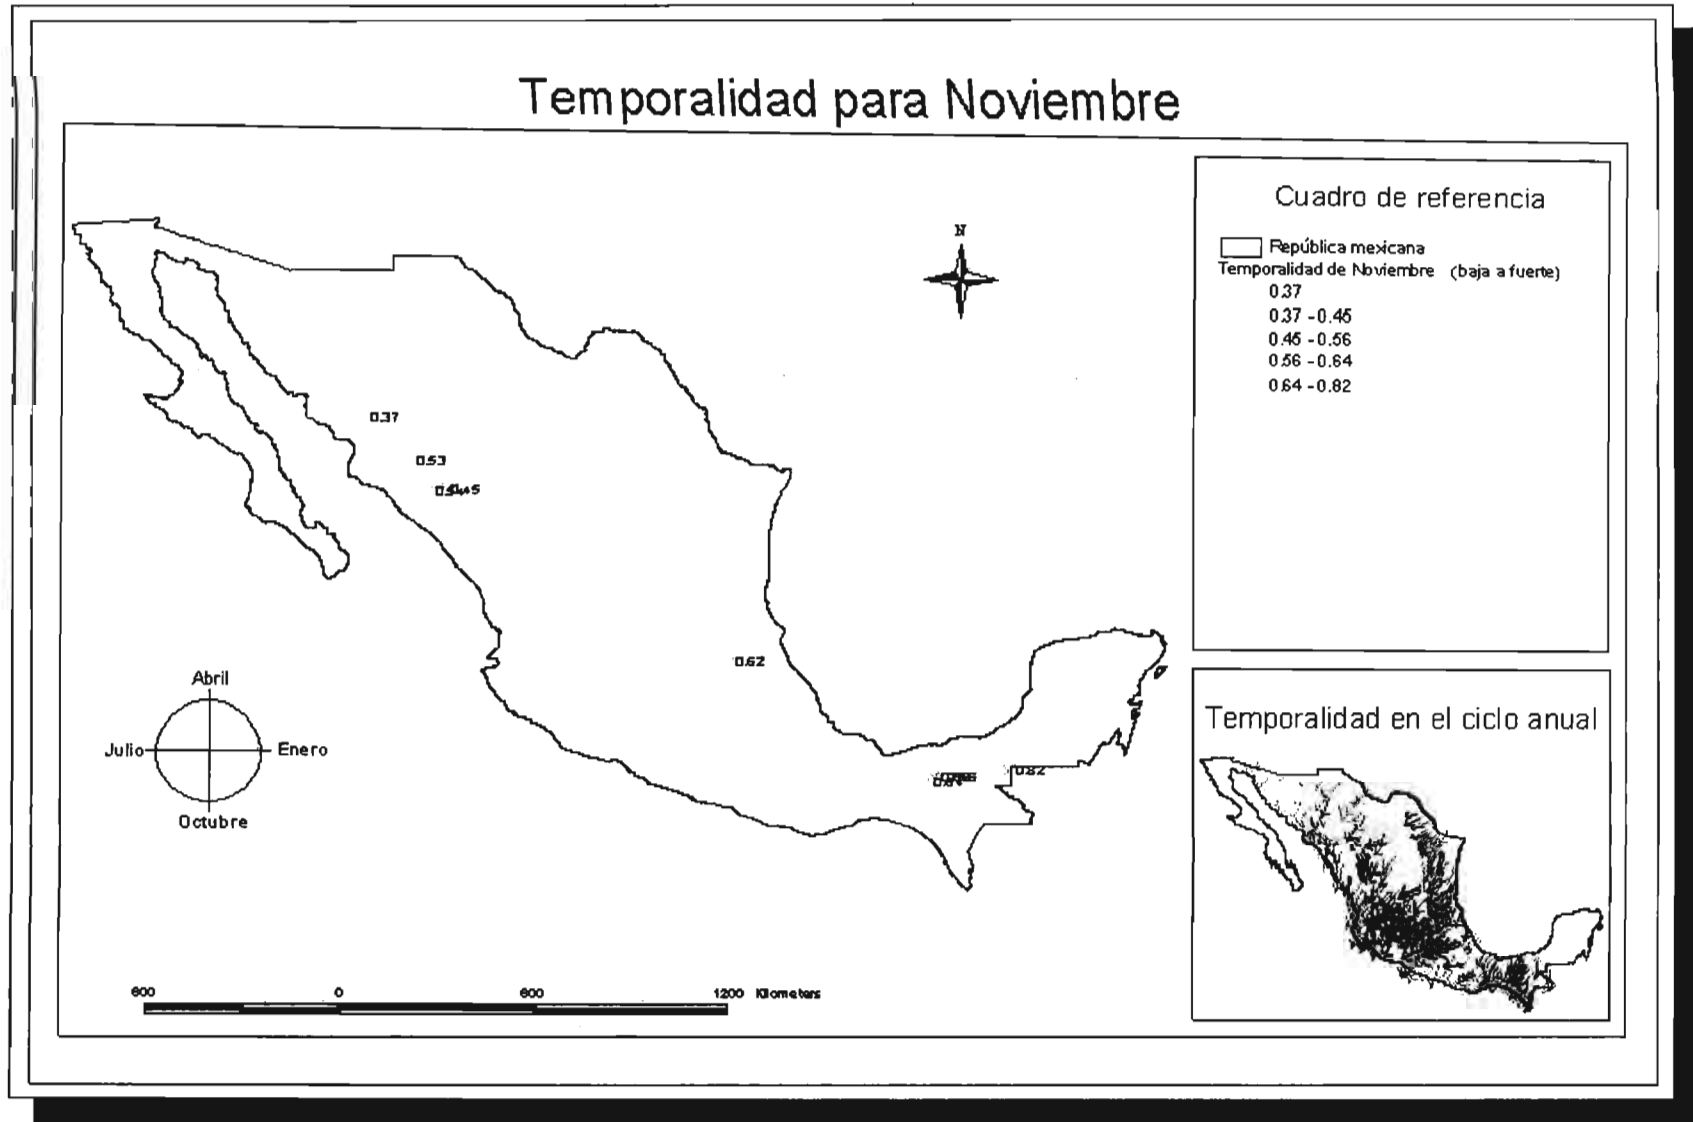 Temporalidad para Noviembre
Cuadro de referencia
República mexicana
Temporalidad de Noviembre (baja a fuerte)
0.37
0.37 - 0.45
0.45 - 0.56
0.56 - 0.64
0.64 - 0.82
N
0.37
0.53
0.62
0.82
Abril
Julio
Enero
Octubre
Temporalidad en el ciclo anual
600 0 600 1200 Kilometers